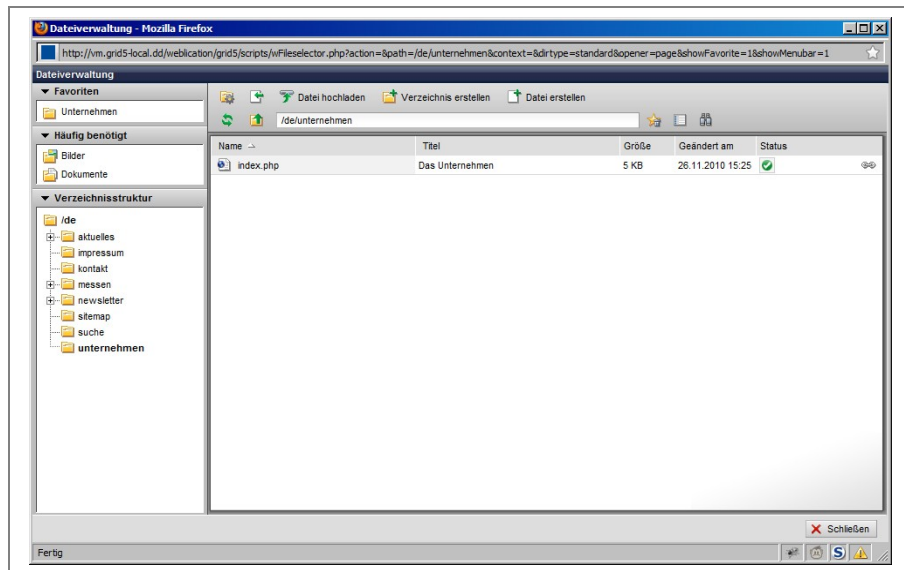 Dateiverwaltung - Mozilla Firefox
http://vm.grid5-local.dd/weblication/grid5/scripts/wFileselector.php?action=&path=/de/unternehmen&context=&dirtype=standard&opener=page&showFavorite=1&showMenubar=1
Dateiverwaltung
Favoriten
Unternehmen
Häufig benötigt
Bilder
Dokumente
Verzeichnisstruktur
/de
aktuelles
impressum
kontakt
messen
newsletter
sitemap
suche
unternehmen
Datei hochladen Verzeichnis erstellen Datei erstellen
/de/unternehmen
Name Titel Größe Geändert am Status
index.php Das Unternehmen 5 KB 26.11.2010 15:25
Schließen
Fertig
S